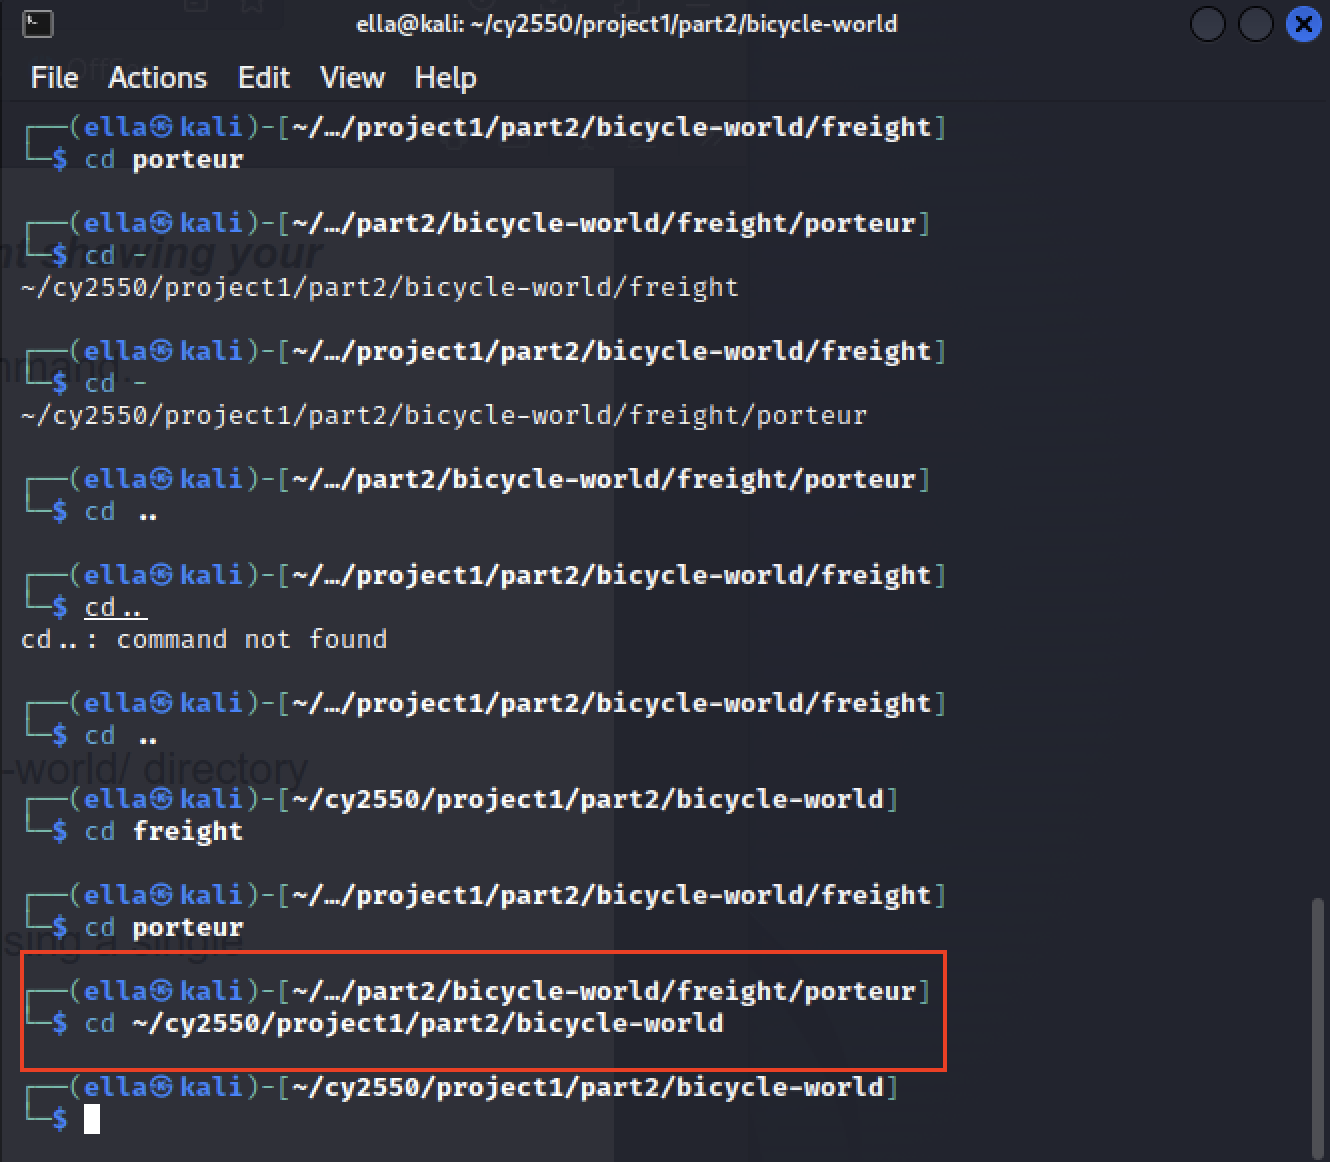 ella@kali: ~/cy2550/project1/part2/bicycle-world
File Actions Edit View Help
┌──(ella㉿kali)-[~/…/project1/part2/bicycle-world/freight]
└─$ cd porteur
┌──(ella㉿kali)-[~/…/part2/bicycle-world/freight/porteur]
└─$ cd -
~/cy2550/project1/part2/bicycle-world/freight
┌──(ella㉿kali)-[~/…/project1/part2/bicycle-world/freight]
└─$ cd -
~/cy2550/project1/part2/bicycle-world/freight/porteur
┌──(ella㉿kali)-[~/…/part2/bicycle-world/freight/porteur]
└─$ cd ..
┌──(ella㉿kali)-[~/…/project1/part2/bicycle-world/freight]
└─$ cd..
cd..: command not found
┌──(ella㉿kali)-[~/…/project1/part2/bicycle-world/freight]
└─$ cd ..
-world/ directory
┌──(ella㉿kali)-[~/cy2550/project1/part2/bicycle-world]
└─$ cd freight
┌──(ella㉿kali)-[~/…/project1/part2/bicycle-world/freight]
└─$ cd porteur
┌──(ella㉿kali)-[~/…/part2/bicycle-world/freight/porteur]
└─$ cd ~/cy2550/project1/part2/bicycle-world
┌──(ella㉿kali)-[~/cy2550/project1/part2/bicycle-world]
└─$